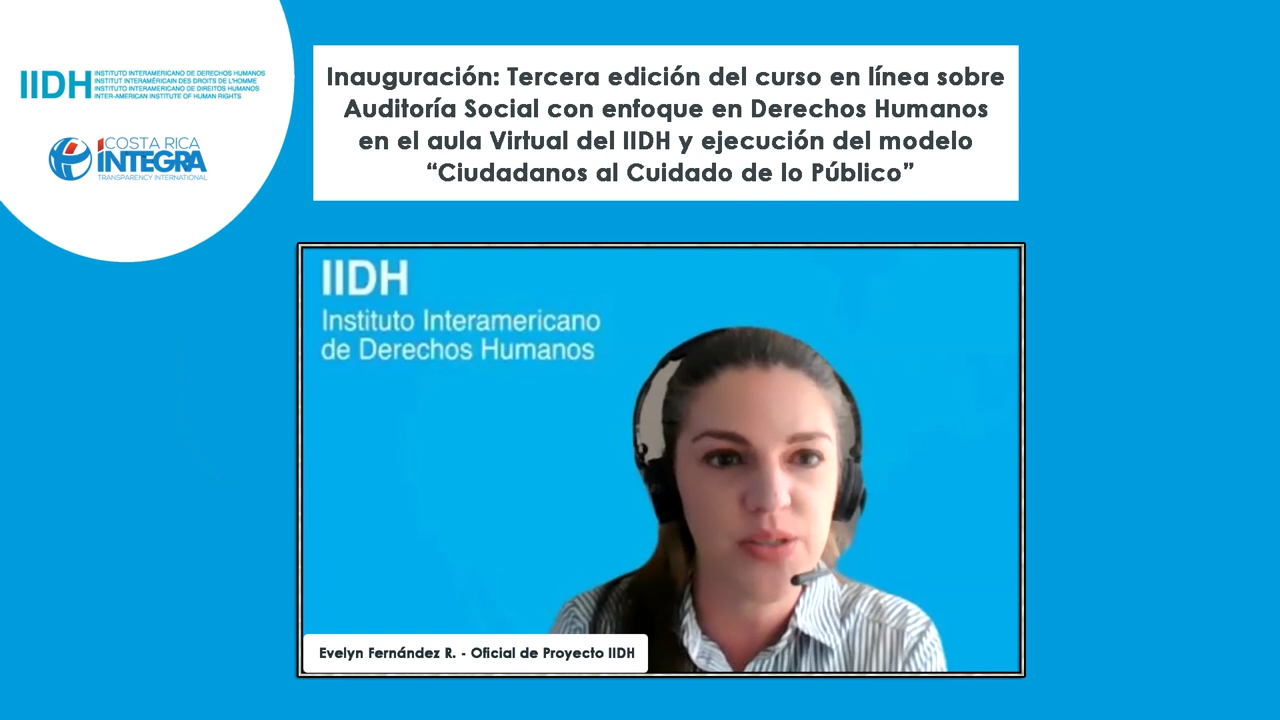 IIDH
INSTITUTO INTERAMERICANO DE DERECHOS HUMANOS
INSTITUT INTERAMÉRICAIN DES DROITS DE L'HOMME
INSTITUTO INTERAMERICANO DE DIREITOS HUMANOS
INTER-AMERICAN INSTITUTE OF HUMAN RIGHTS
COSTA RICA
INTEGRA
TRANSPARENCY INTERNATIONAL
Inauguración: Tercera edición del curso en línea sobre
Auditoría Social con enfoque en Derechos Humanos
en el aula Virtual del IIDH y ejecución del modelo
“Ciudadanos al Cuidado de lo Público”
IIDH
Instituto Interamericano
de Derechos Humanos
Evelyn Fernández R. - Oficial de Proyecto IIDH